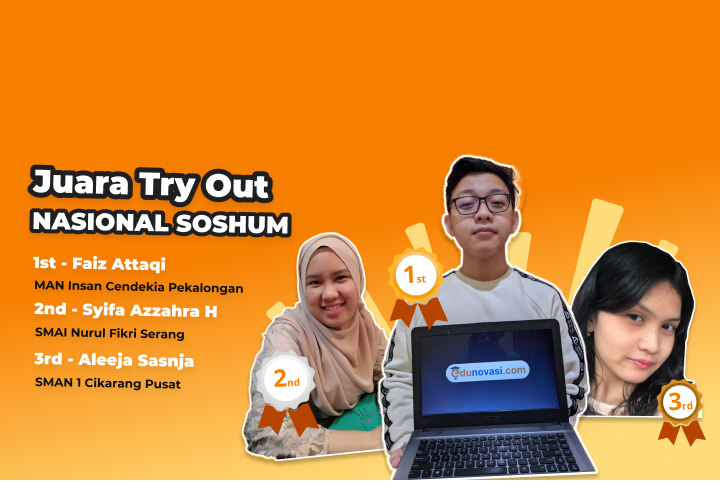 Juara Try Out
NASIONAL SOSHUM
1st - Faiz Attaqi
MAN Insan Cendekia Pekalongan
2nd - Syifa Azzahra H
SMAI Nurul Fikri Serang
3rd - Aleeja Sasnja
SMAN 1 Cikarang Pusat
1st
2nd
3rd
edunovasi.com